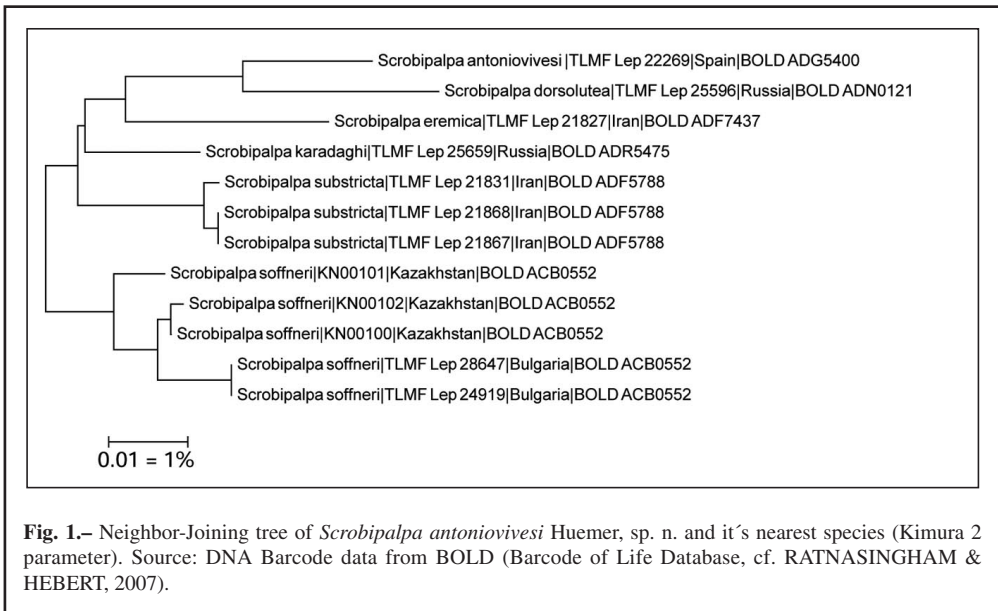 Scrobipalpa antoniovivesi|TLMF Lep 22269|Spain|BOLD ADG5400
Scrobipalpa dorsolutea|TLMF Lep 25596|Russia|BOLD ADN0121
Scrobipalpa eremica|TLMF Lep 21827|Iran|BOLD ADF7437
Scrobipalpa karadaghi|TLMF Lep 25659|Russia|BOLD ADR5475
Scrobipalpa substricta|TLMF Lep 21831|Iran|BOLD ADF5788
Scrobipalpa substricta|TLMF Lep 21868|Iran|BOLD ADF5788
Scrobipalpa substricta|TLMF Lep 21867|Iran|BOLD ADF5788
Scrobipalpa soffneri|KN00101|Kazakhstan|BOLD ACB0552
Scrobipalpa soffneri|KN00102|Kazakhstan|BOLD ACB0552
Scrobipalpa soffneri|KN00100|Kazakhstan|BOLD ACB0552
Scrobipalpa soffneri|TLMF Lep 28647|Bulgaria|BOLD ACB0552
Scrobipalpa soffneri|TLMF Lep 24919|Bulgaria|BOLD ACB0552
0.01 = 1%
Fig. 1.– Neighbor-Joining tree of Scrobipalpa antoniovivesi Huemer, sp. n. and it´s nearest species (Kimura 2
parameter). Source: DNA Barcode data from BOLD (Barcode of Life Database, cf. RATNASINGHAM &
HEBERT, 2007).